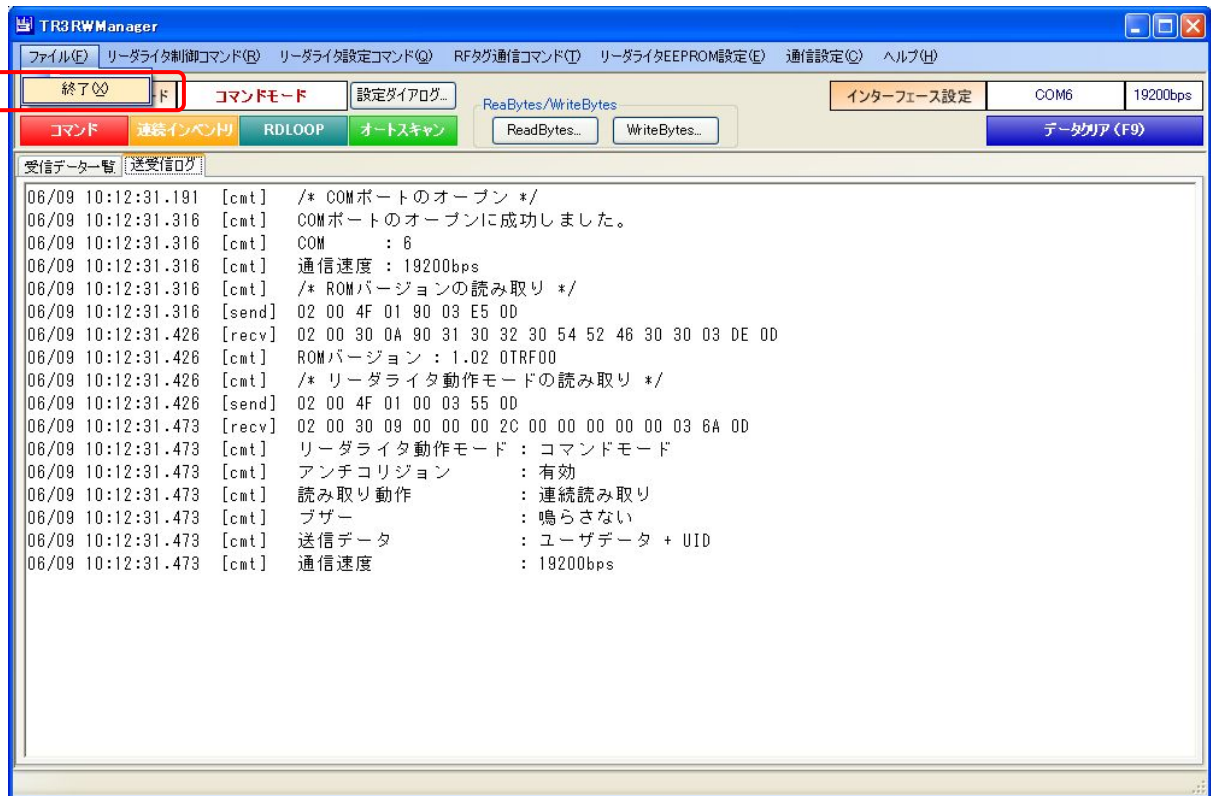 TR3RWManager
ファイル(F) リーダライタ制御コマンド(R) リーダライタ設定コマンド(Q) RFタグ通信コマンド(T) リーダライタEEPROM設定(E) 通信設定(C) ヘルプ(H)
終了(X) ード コマンドモード 設定ダイアログ... ReaBytes/WriteBytes インターフェース設定 COM6 19200bps
コマンド 連続インベントリ RDLOOP オートスキャン ReadBytes... WriteBytes... データクリア (F9)
受信データ一覧 送受信ログ
06/09 10:12:31.191 [cmt] /* COMポートのオープン */
06/09 10:12:31.316 [cmt] COMポートのオープンに成功しました。
06/09 10:12:31.316 [cmt] COM : 6
06/09 10:12:31.316 [cmt] 通信速度 : 19200bps
06/09 10:12:31.316 [cmt] /* ROMバージョンの読み取り */
06/09 10:12:31.316 [send] 02 00 4F 01 90 03 E5 0D
06/09 10:12:31.426 [recv] 02 00 30 0A 90 31 30 32 30 54 52 46 30 30 03 DE 0D
06/09 10:12:31.426 [cmt] ROMバージョン : 1.02 0TRF00
06/09 10:12:31.426 [cmt] /* リーダライタ動作モードの読み取り */
06/09 10:12:31.426 [send] 02 00 4F 01 00 03 55 0D
06/09 10:12:31.473 [recv] 02 00 30 09 00 00 00 2C 00 00 00 00 00 03 6A 0D
06/09 10:12:31.473 [cmt] リーダライタ動作モード : コマンドモード
06/09 10:12:31.473 [cmt] アンチコリジョン : 有効
06/09 10:12:31.473 [cmt] 読み取り動作 : 連続読み取り
06/09 10:12:31.473 [cmt] ブザー : 鳴らさない
06/09 10:12:31.473 [cmt] 送信データ : ユーザデータ + UID
06/09 10:12:31.473 [cmt] 通信速度 : 19200bps